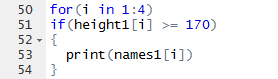 50 for(i in 1:4)
51 if(height1[i] >= 170)
52 {
53   print(names1[i])
54 }